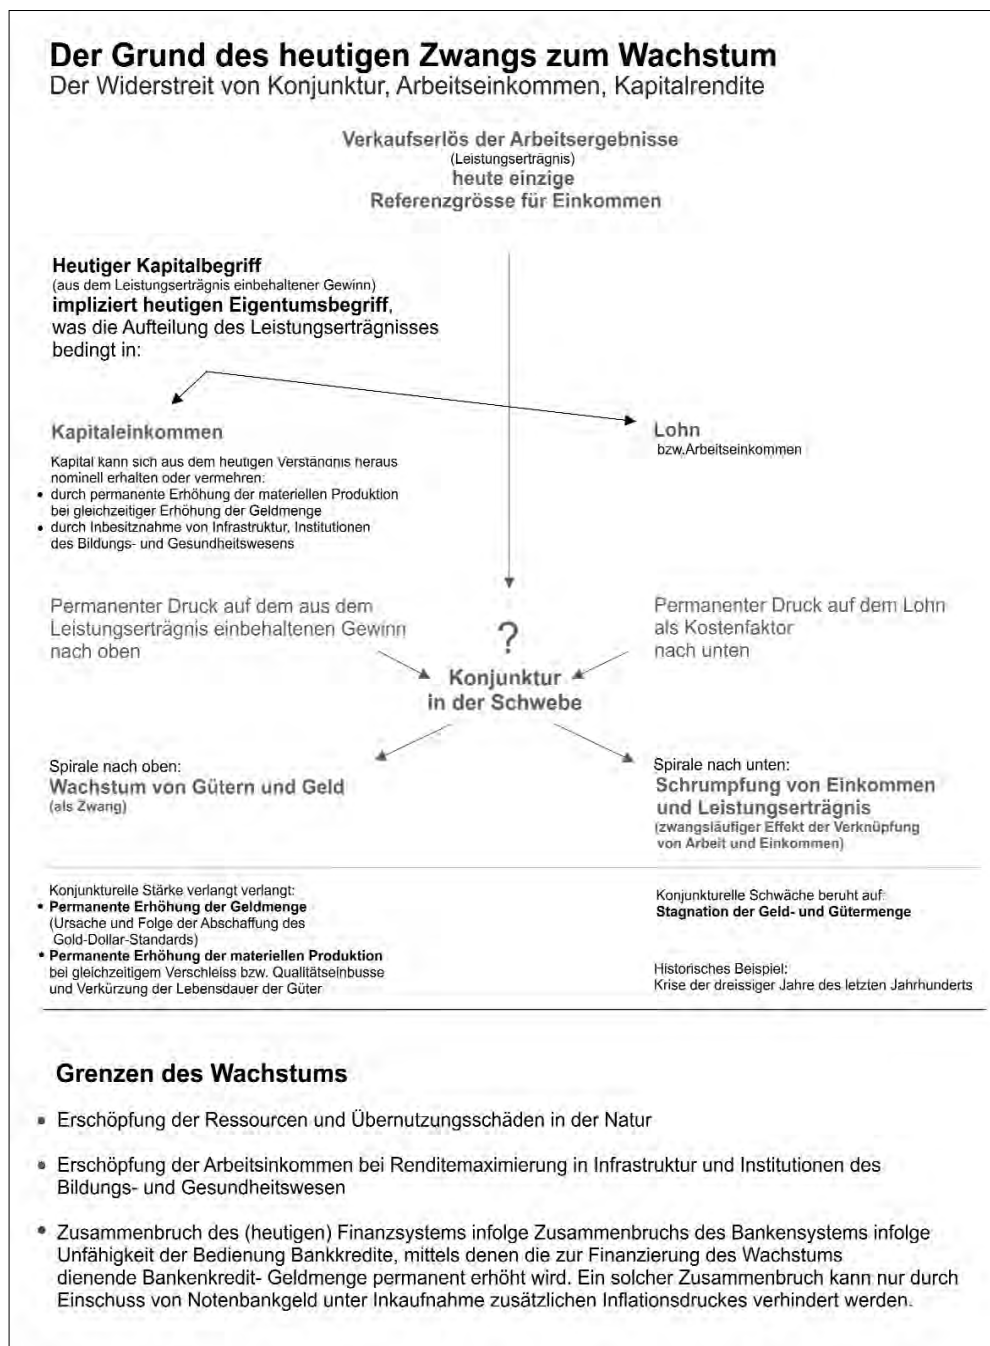 Der Grund des heutigen Zwangs zum Wachstum
Der Widerstreit von Konjunktur, Arbeitseinkommen, Kapitalrendite
Verkaufserlös der Arbeitsergebnisse
(Leistungserträgnis)
heute einzige
Referenzgrösse für Einkommen
Heutiger Kapitalbegriff
(aus dem Leistungserträgnis einbehaltener Gewinn)
impliziert heutigen Eigentumsbegriff,
was die Aufteilung des Leistungserträgnisses
bedingt in:
Kapitaleinkommen
Kapital kann sich aus dem heutigen Verständnis heraus
nominell erhalten oder vermehren:
• durch permanente Erhöhung der materiellen Produktion
bei gleichzeitiger Erhöhung der Geldmenge
• durch Inbesitznahme von Infrastruktur, Institutionen
des Bildungs- und Gesundheitswesens
Lohn
bzw.Arbeitseinkommen
Permanenter Druck auf dem aus dem
Leistungserträgnis einbehaltenen Gewinn
nach oben
?
Konjunktur
in der Schwebe
Permanenter Druck auf dem Lohn
als Kostenfaktor
nach unten
Spirale nach oben:
Wachstum von Gütern und Geld
(als Zwang)
Spirale nach unten:
Schrumpfung von Einkommen
und Leistungserträgnis
(zwangsläufiger Effekt der Verknüpfung
von Arbeit und Einkommen)
Konjunkturelle Stärke verlangt verlangt:
• Permanente Erhöhung der Geldmenge
(Ursache und Folge der Abschaffung des
Gold-Dollar-Standards)
• Permanente Erhöhung der materiellen Produktion
bei gleichzeitigem Verschleiss bzw. Qualitätseinbusse
und Verkürzung der Lebensdauer der Güter
Konjunkturelle Schwäche beruht auf:
Stagnation der Geld- und Gütermenge
Historisches Beispiel:
Krise der dreissiger Jahre des letzten Jahrhunderts
Grenzen des Wachstums
• Erschöpfung der Ressourcen und Übernutzungsschäden in der Natur
• Erschöpfung der Arbeitsinkommen bei Renditemaximierung in Infrastruktur und Institutionen des
Bildungs- und Gesundheitswesen
• Zusammenbruch des (heutigen) Finanzsystems infolge Zusammenbruchs des Bankensystems infolge
Unfähigkeit der Bedienung Bankkredite, mittels denen die zur Finanzierung des Wachstums
dienende Bankenkredit- Geldmenge permanent erhöht wird. Ein solcher Zusammenbruch kann nur durch
Einschuss von Notenbankgeld unter Inkaufnahme zusätzlichen Inflationsdruckes verhindert werden.